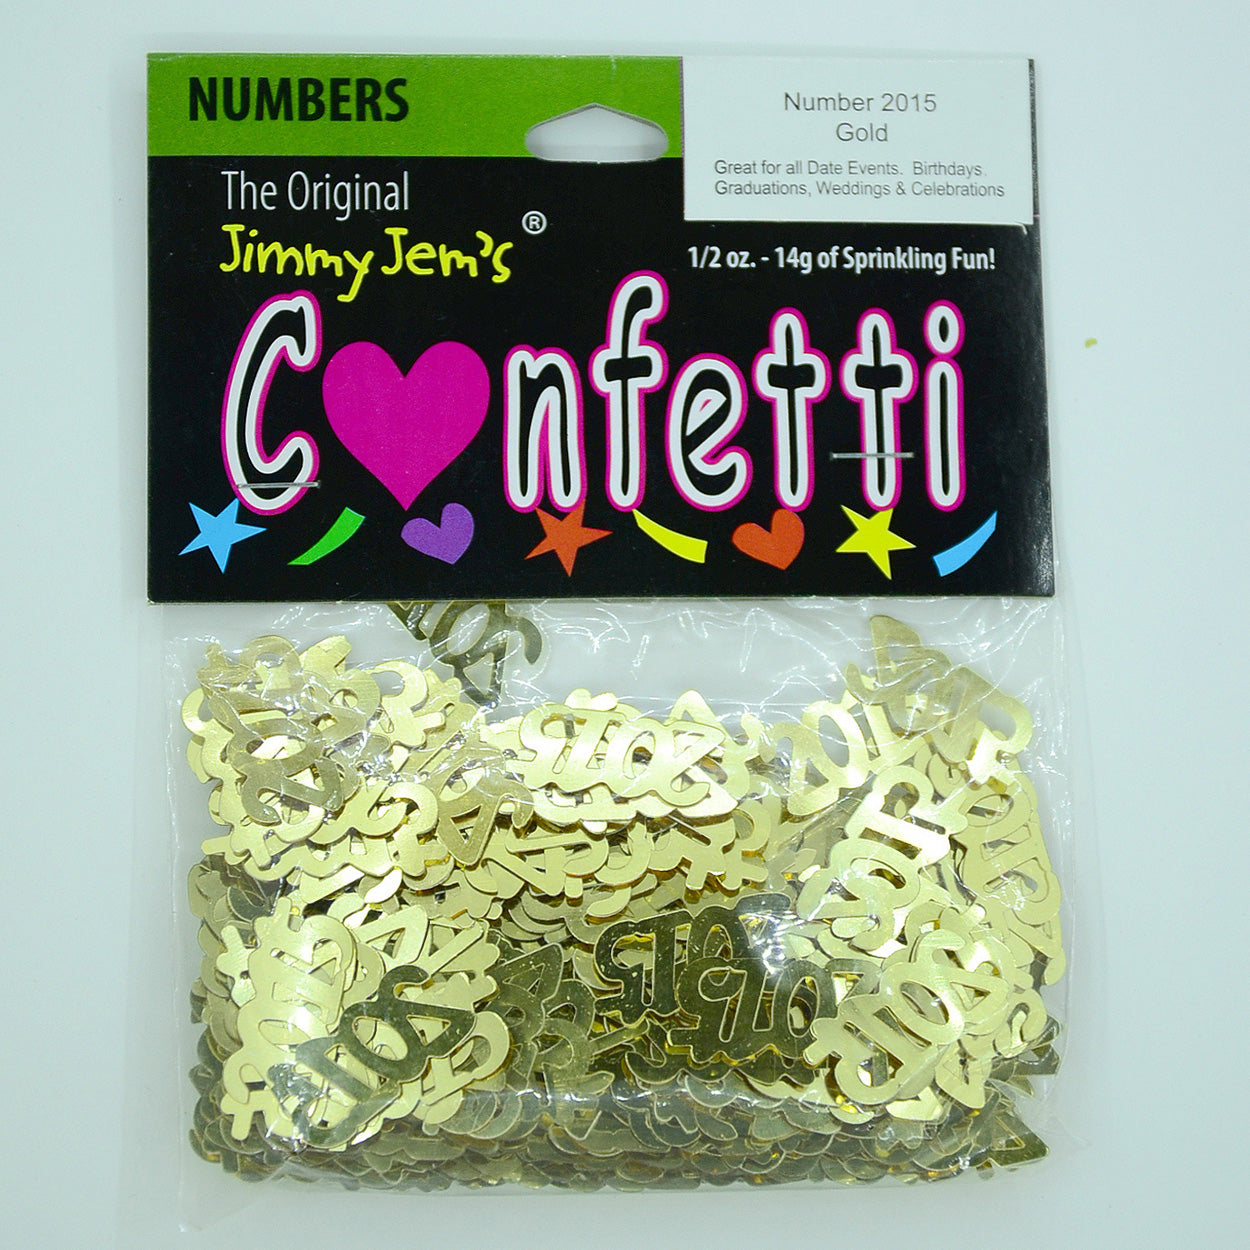 NUMBERS
Number 2015
Gold
Great for all Date Events. Birthdays,
Graduations, Weddings & Celebrations
The Original
Jimmy Jem's®
1/2 oz. - 14g of Sprinkling Fun!
Confetti
2015